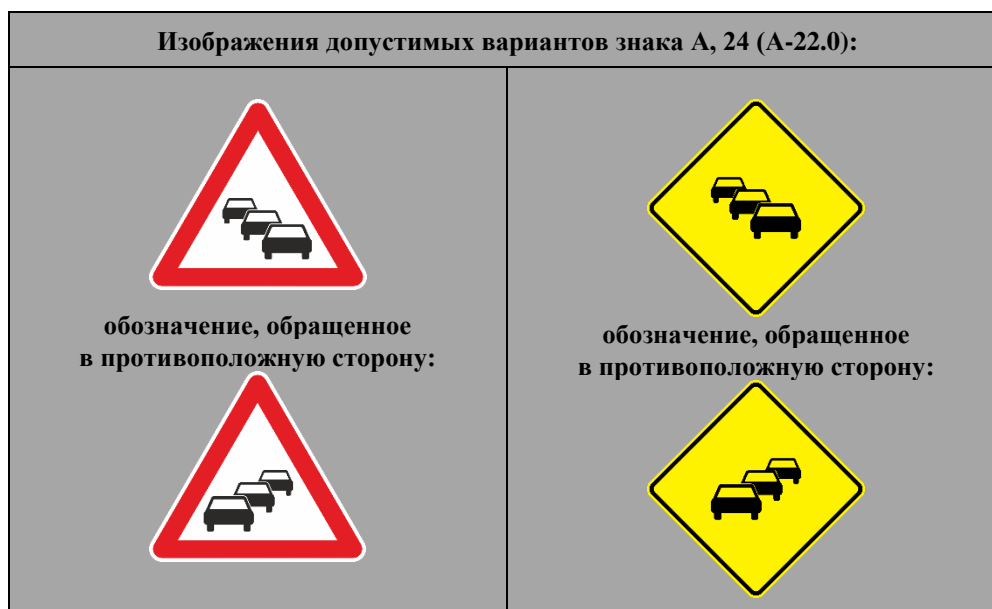 Изображения допустимых вариантов знака A, 24 (A-22.0):
обозначение, обращенное
в противоположную сторону:
обозначение, обращенное
в противоположную сторону: